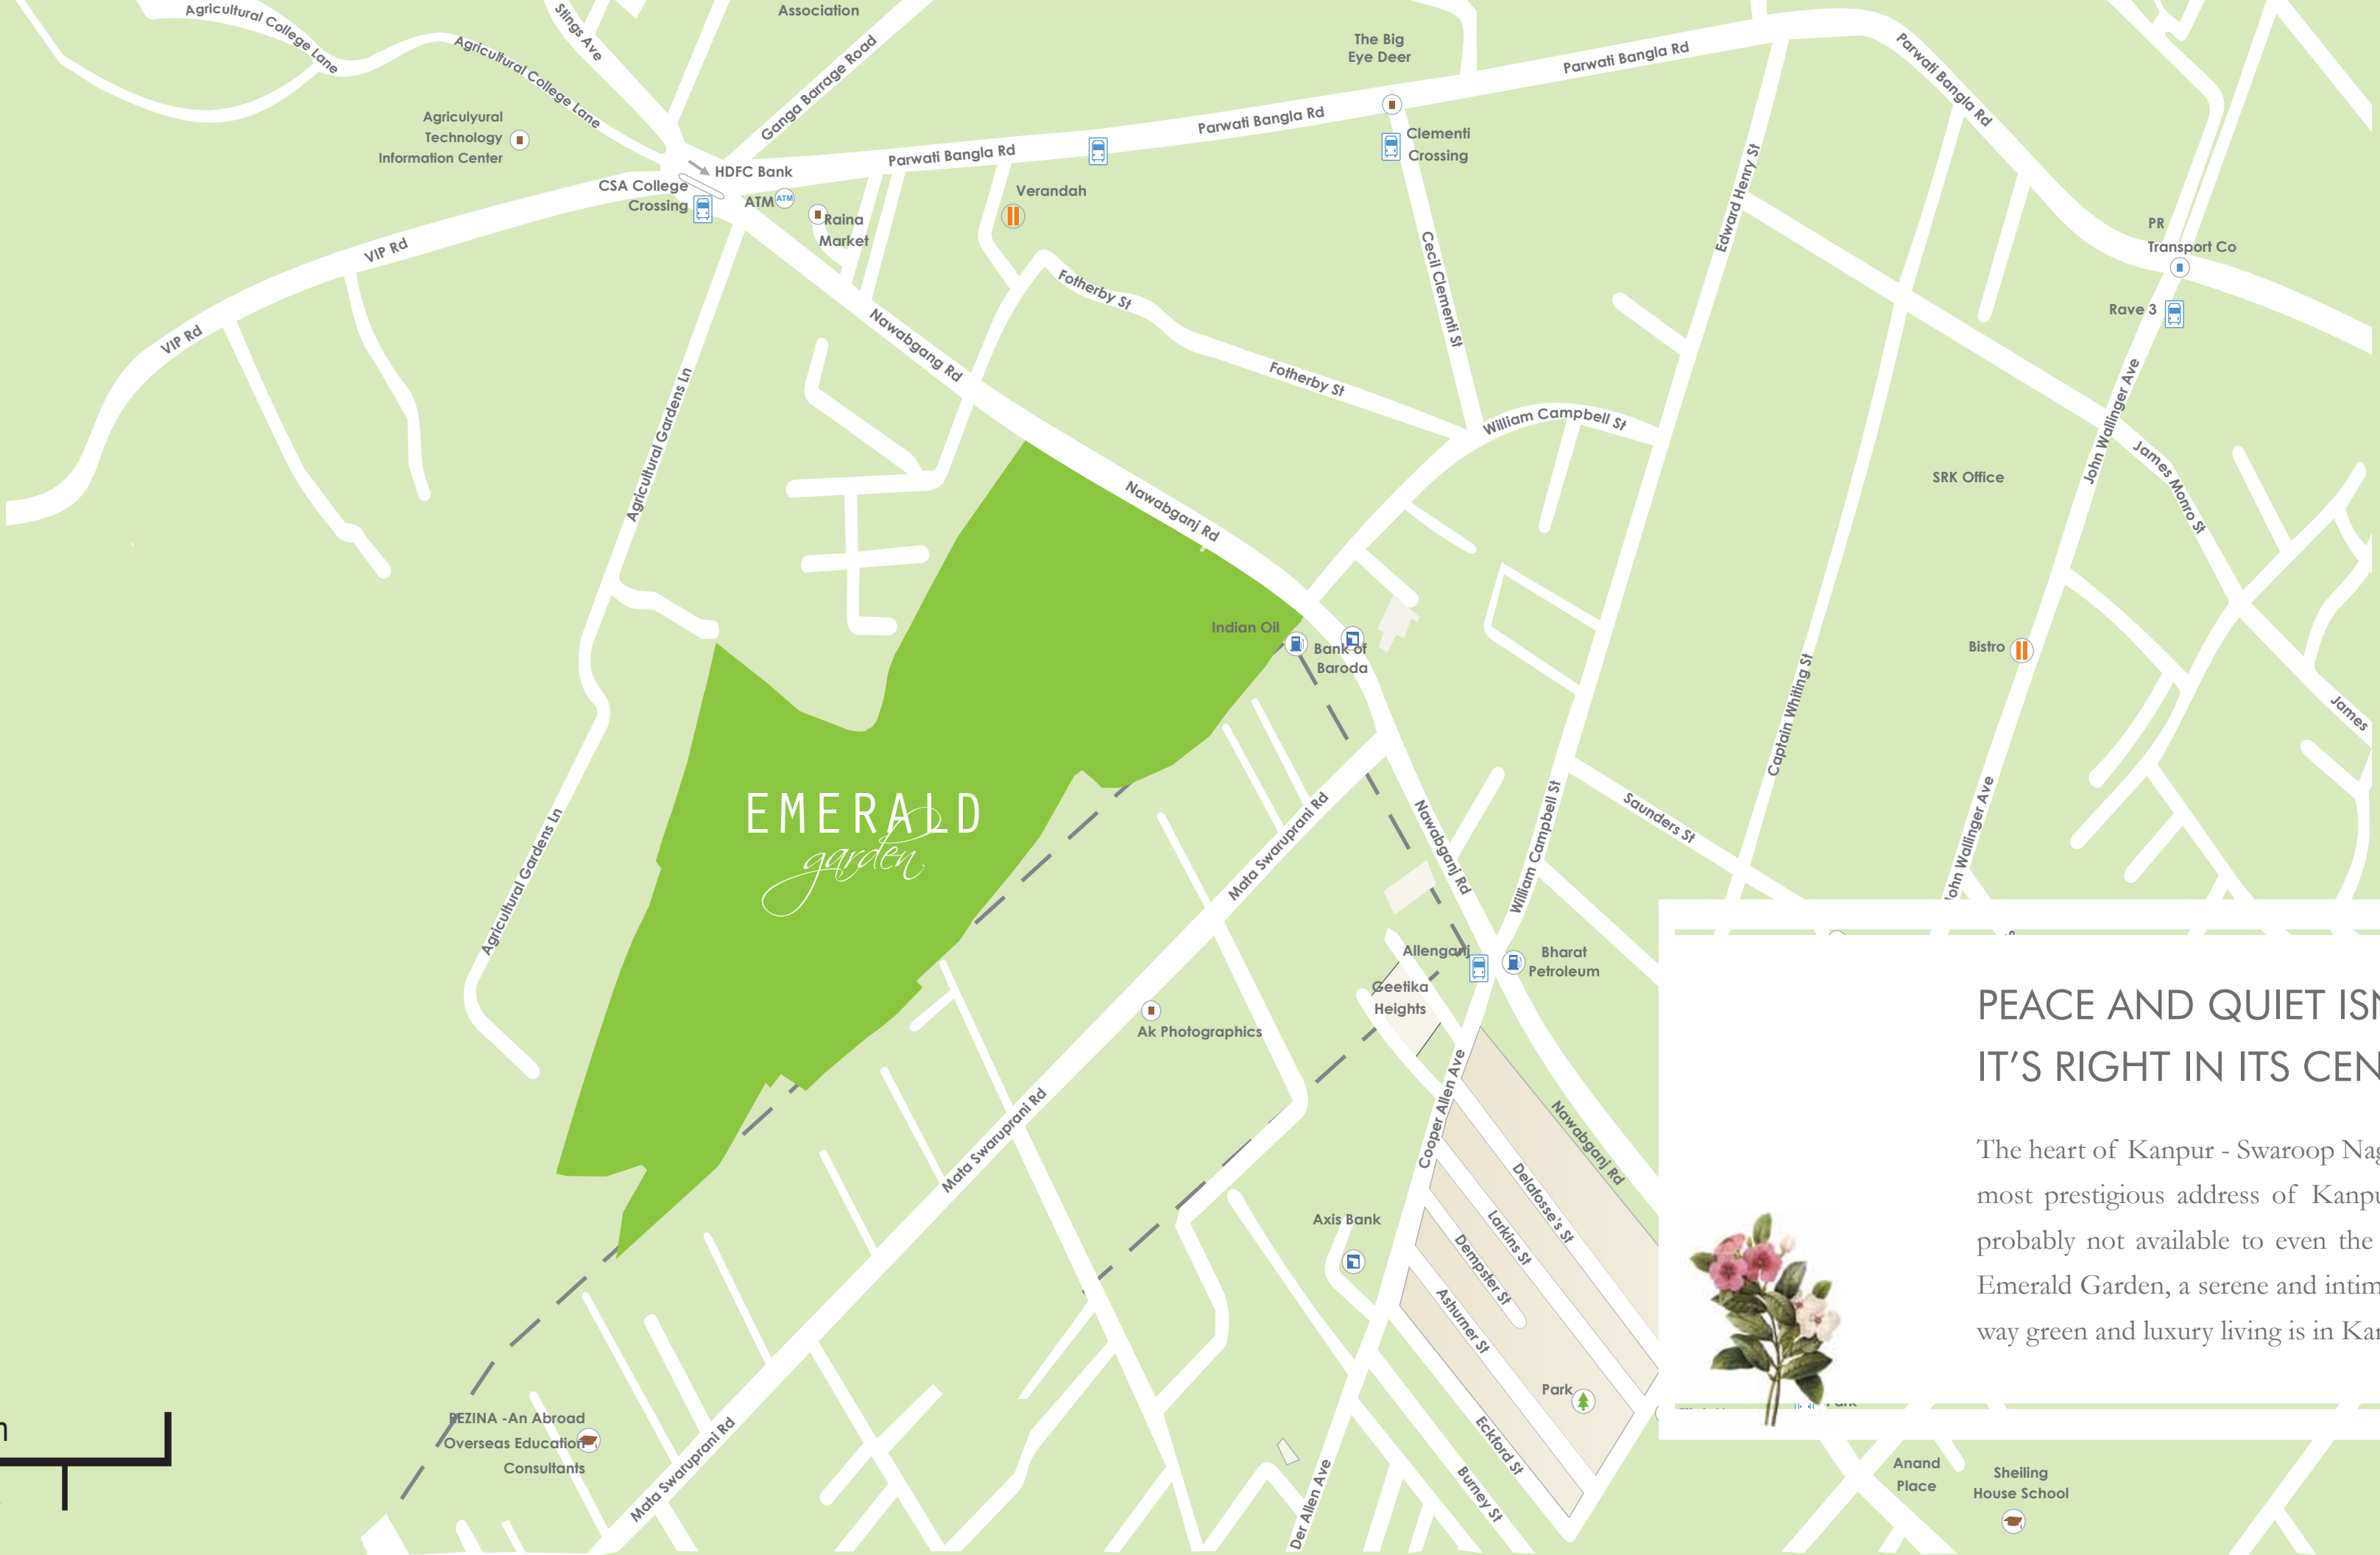 Agricultural College Lane
Stings Ave
Association
Agricultural College Lane
Ganga Barrage Road
The Big
Eye Deer
Parwati Bangla Rd
Parwati Bangla Rd
Agriculyural
Technology
Information Center
Parwati Bangla Rd
Clementi
Crossing
Parwati Bangla Rd
HDFC Bank
CSA College
Crossing
ATM
ATM
Verandah
Raina
Market
Edward Henry St
PR
Transport Co
VIP Rd
VIP Rd
Cecil Clementi St
Fotherby St
Rave 3
Nawabgang Rd
Fotherby St
Agricultural Gardens Ln
William Campbell St
John Wallinger Ave
James Monro St
SRK Office
Nawabganj Rd
Indian Oil
Bank of
Baroda
Bistro
Captain Whiting St
James
EMERALD
garden
Mata Swaruprani Rd
Nawabganj Rd
William Campbell St
Saunders St
John Wallinger Ave
Agricultural Gardens Ln
Allenganj
Bharat
Petroleum
Geetika
Heights
Ak Photographics
Cooper Allen Ave
Nawabganj Rd
Mata Swaruprani Rd
Delafosse's St
Larkins St
Dempster St
Ashurner St
Axis Bank
Park
Eckford St
Burney St
Der Allen Ave
REZINA -An Abroad
Overseas Education
Consultants
Mata Swaruprani Rd
PEACE AND QUIET
IT'S RIGHT IN ITS
The heart of Kanpur - Swaroop
most prestigious address of
probably not available to even the
Emerald Garden, a serene and
way green and luxury living is in
Park
Anand
Place
Sheiling
House School